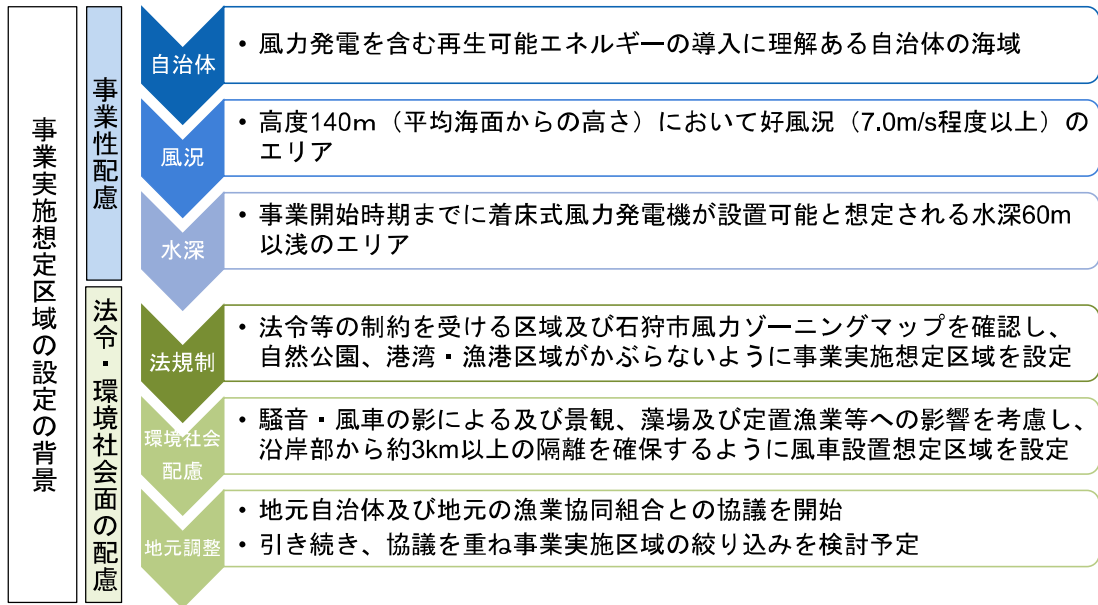 事業実施想定区域の設定の背景
事業性配慮
自治体
• 風力発電を含む再生可能エネルギーの導入に理解ある自治体の海域
風況
• 高度140m（平均海面からの高さ）において好風況（7.0m/s程度以上）の
エリア
水深
• 事業開始時期までに着床式風力発電機が設置可能と想定される水深60m
以浅のエリア
法令・環境社会面の配慮
法規制
• 法令等の制約を受ける区域及び石狩市風力ゾーニングマップを確認し、
自然公園、港湾・漁港区域がかぶらないように事業実施想定区域を設定
環境社会
配慮
• 騒音・風車の影による及び景観、藻場及び定置漁業等への影響を考慮し、
沿岸部から約3km以上の隔離を確保するように風車設置想定区域を設定
地元調整
• 地元自治体及び地元の漁業協同組合との協議を開始
• 引き続き、協議を重ね事業実施区域の絞り込みを検討予定